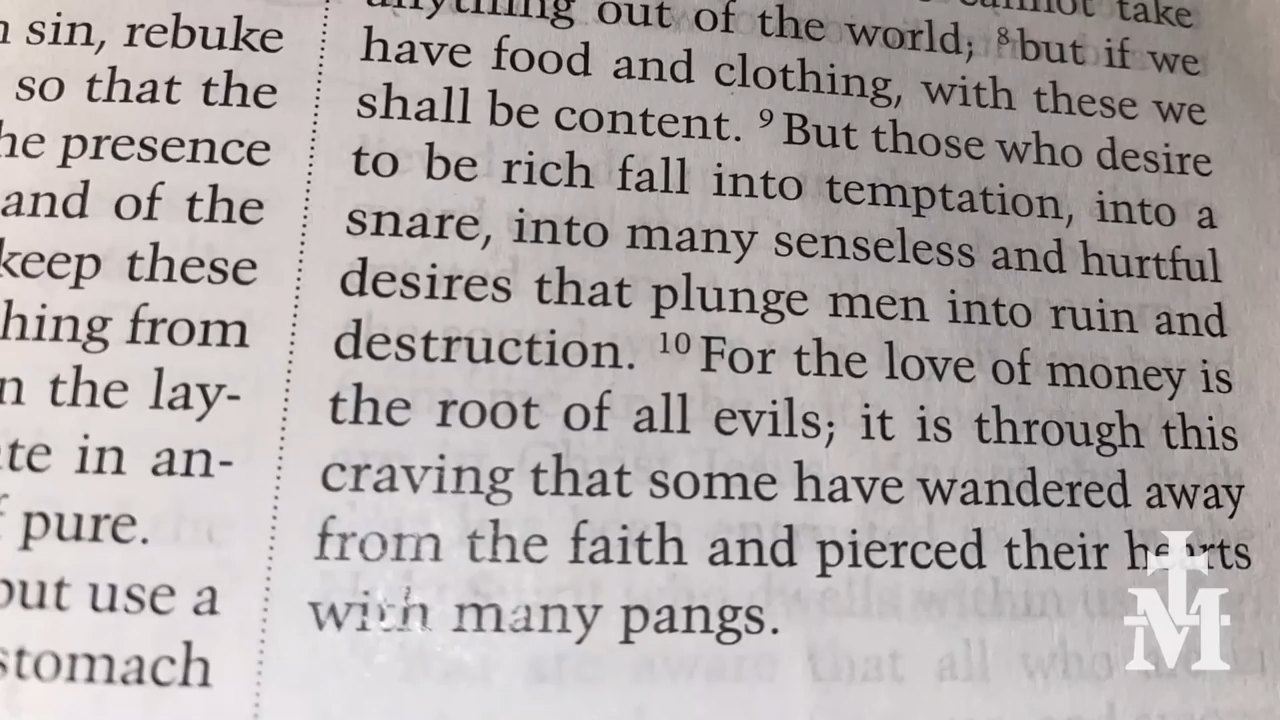 n sin, rebuke
so that the
he presence
and of the
keep these
hing from
n the lay-
te in an-
pure.
out use a
stomach
anything out of the world; ⁸but if we
have food and clothing, with these we
shall be content. ⁹But those who desire
to be rich fall into temptation, into a
snare, into many senseless and hurtful
desires that plunge men into ruin and
destruction. ¹⁰For the love of money is
the root of all evils; it is through this
craving that some have wandered away
from the faith and pierced their hearts
with many pangs.